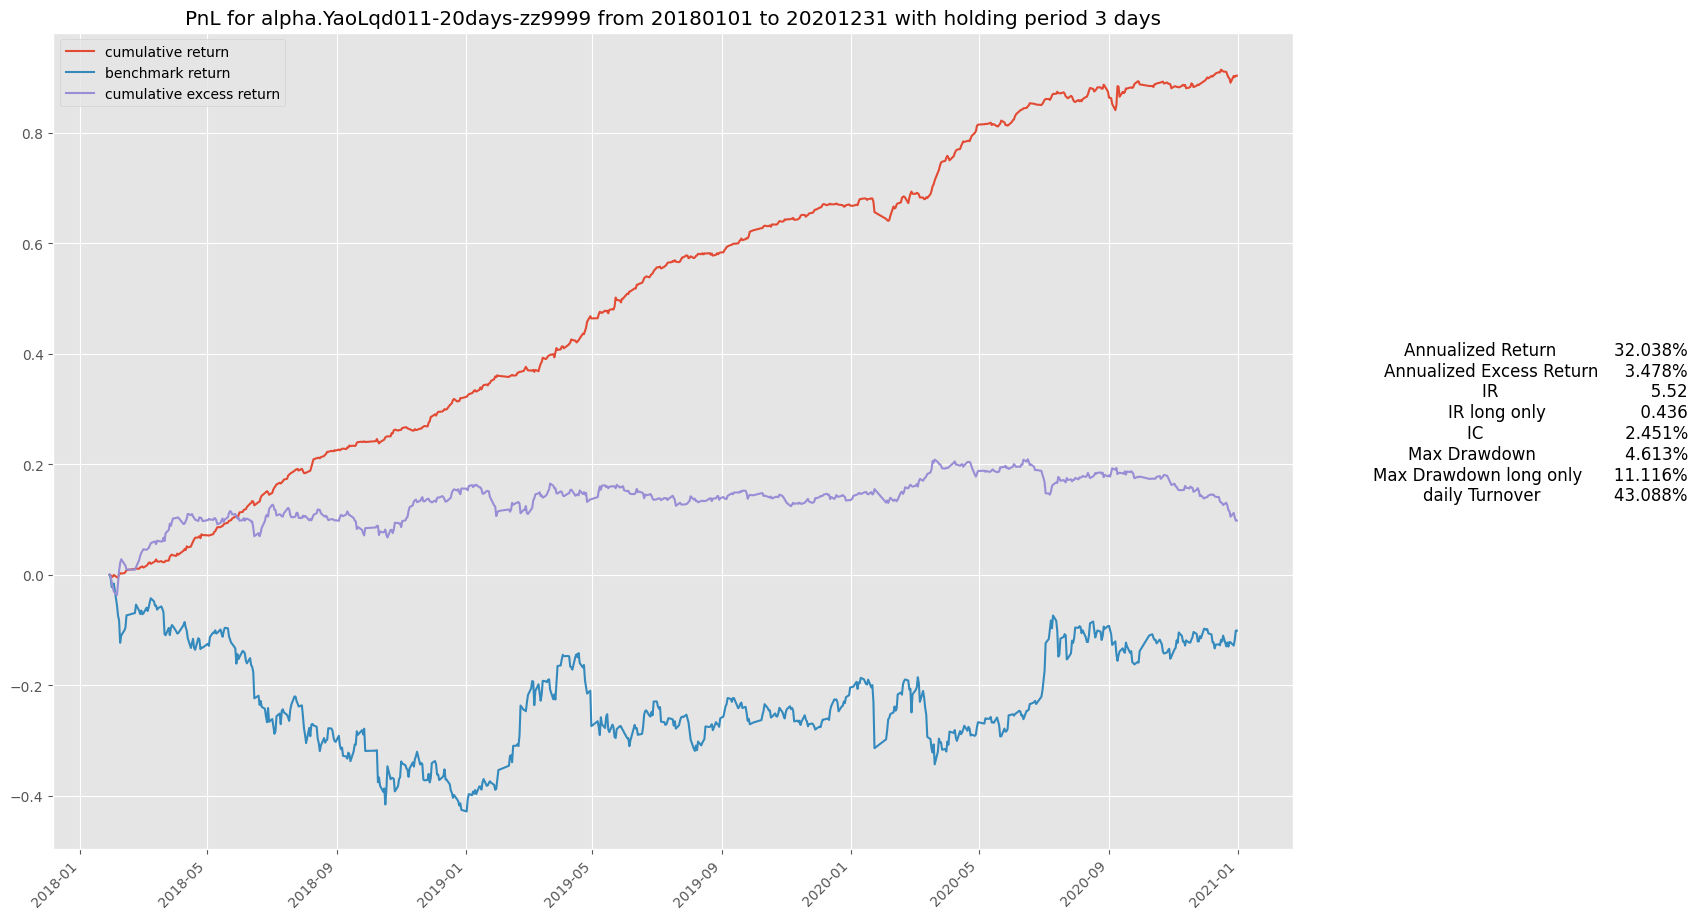 PnL for alpha.YaoLqd011-20days-zz9999 from 20180101 to 20201231 with holding period 3 days
cumulative return
benchmark return
cumulative excess return
0.8
0.6
0.4
0.2
0.0
−0.2
−0.4
2018-01
2018-05
2018-09
2019-01
2019-05
2019-09
2020-01
2020-05
2020-09
2021-01
Annualized Return 32.038%
Annualized Excess Return 3.478%
IR 5.52
IR long only 0.436
IC 2.451%
Max Drawdown 4.613%
Max Drawdown long only 11.116%
daily Turnover 43.088%